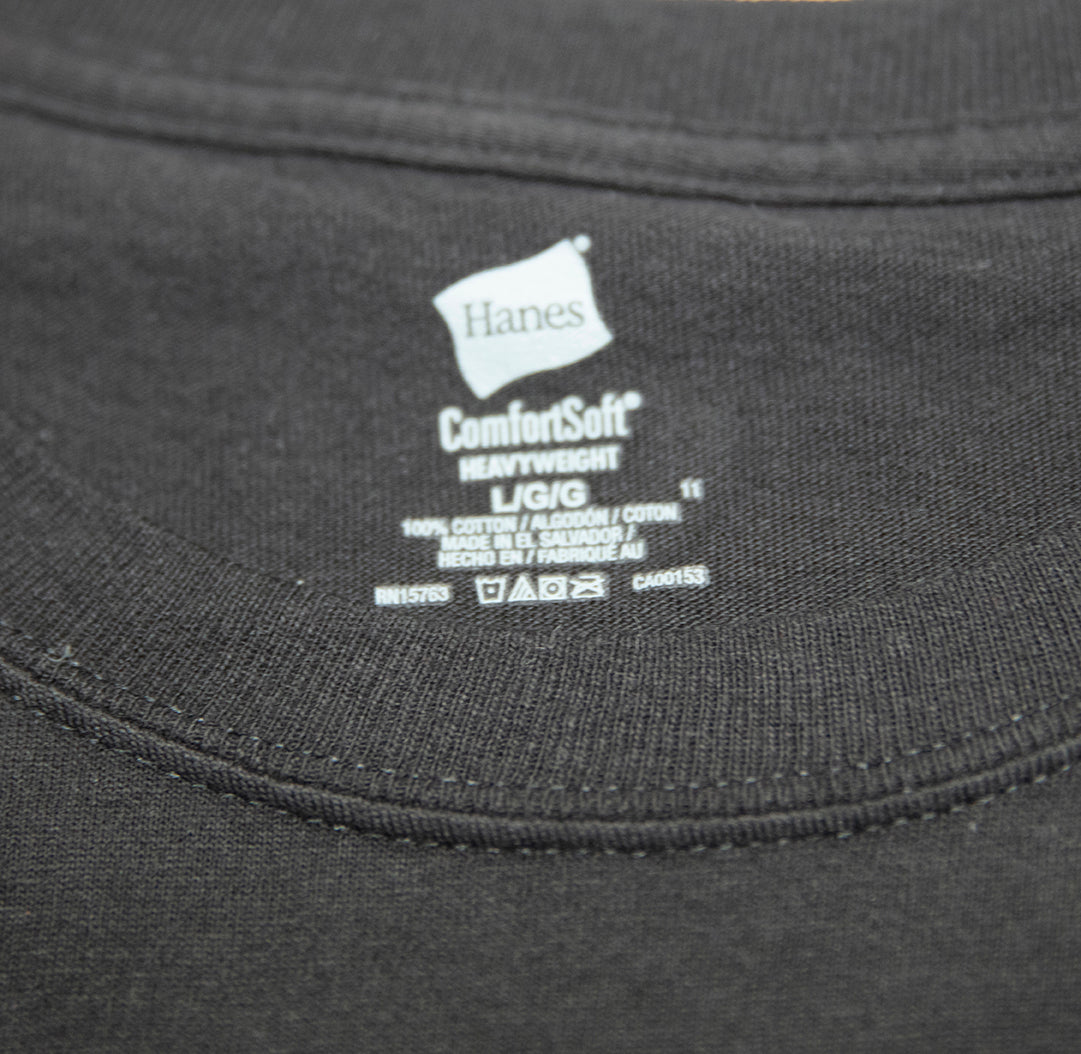 Hanes
ComfortSoft®
HEAVYWEIGHT
L/G/G 11
100% COTTON / ALGODÓN / COTON
MADE IN EL SALVADOR /
HECHO EN / FABRIQUÉ AU
RN15763 CA00153